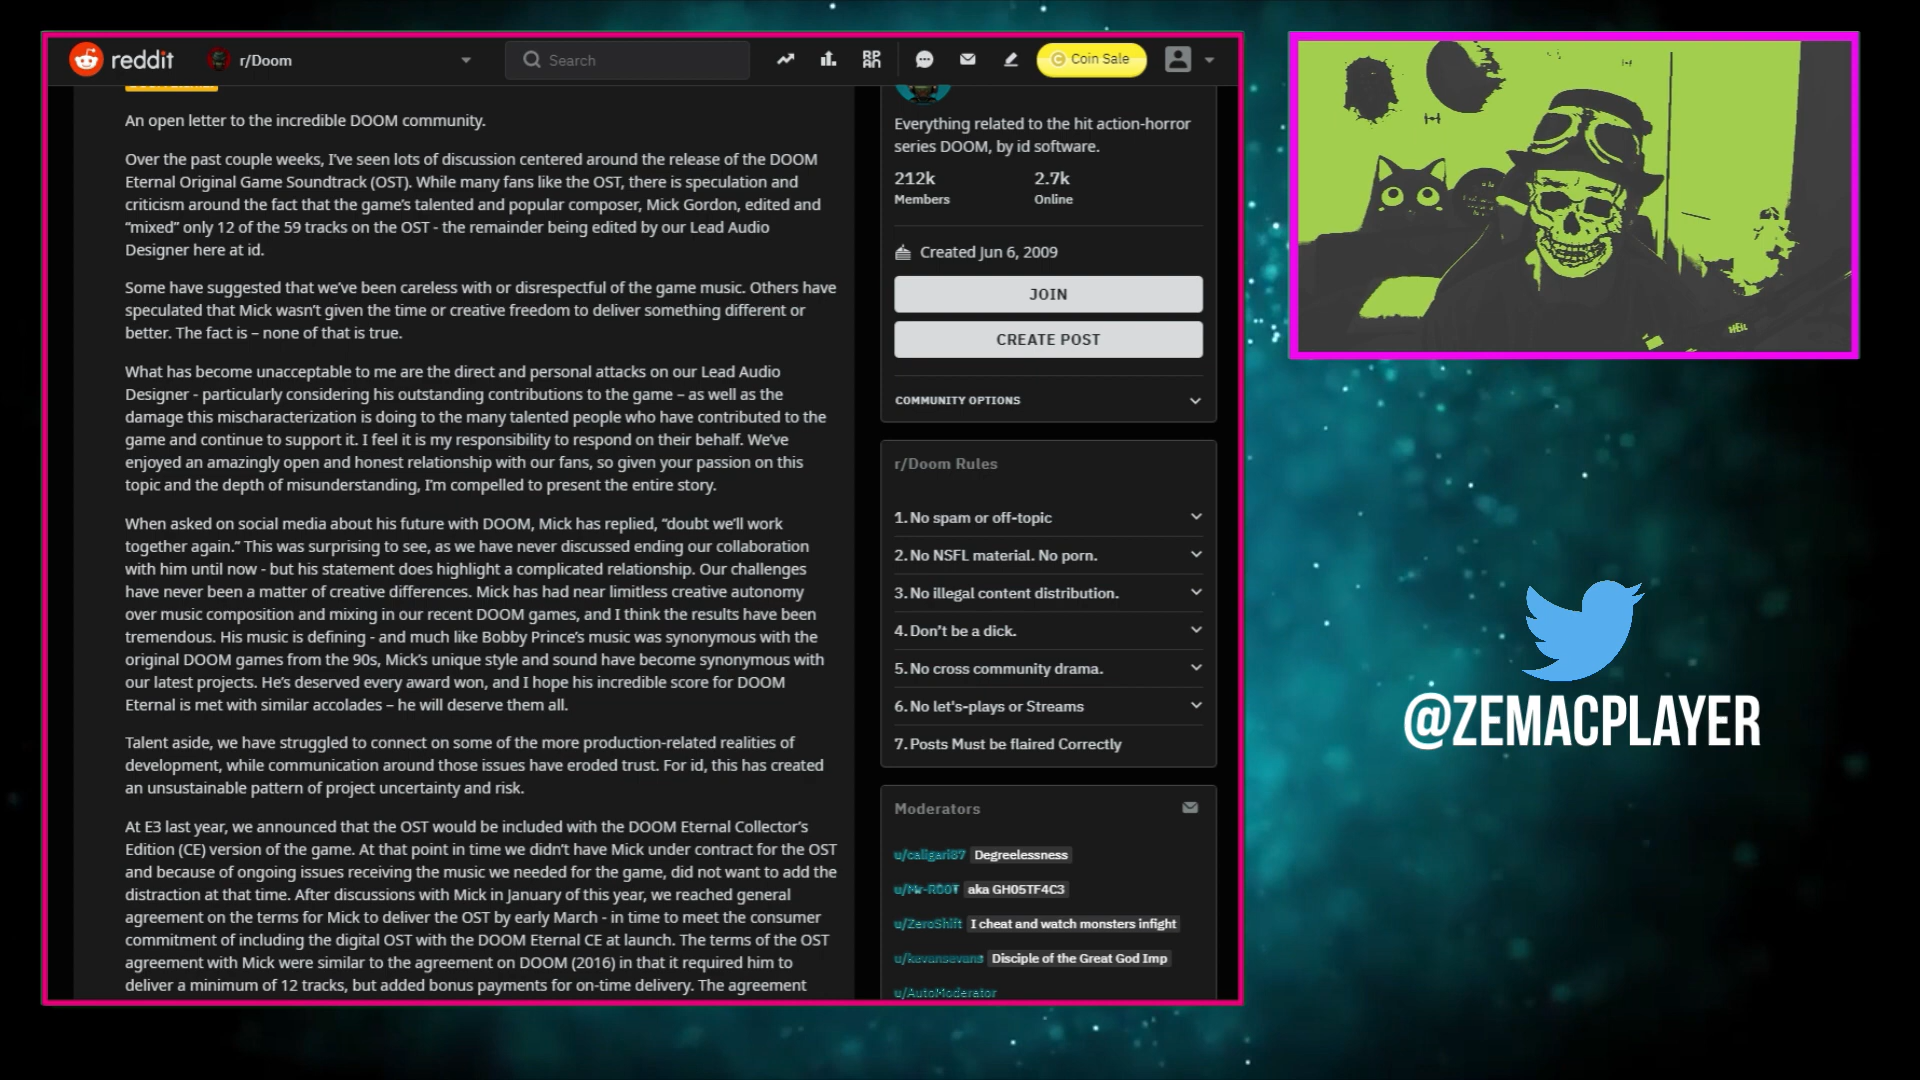 reddit
r/Doom
Search
Coin Sale
An open letter to the incredible DOOM community.
Over the past couple weeks, I've seen lots of discussion centered around the release of the DOOM
Eternal Original Game Soundtrack (OST). While many fans like the OST, there is speculation and
criticism around the fact that the game's talented and popular composer, Mick Gordon, edited and
“mixed” only 12 of the 59 tracks on the OST - the remainder being edited by our Lead Audio
Designer here at id.
Some have suggested that we've been careless with or disrespectful of the game music. Others have
speculated that Mick wasn't given the time or creative freedom to deliver something different or
better. The fact is – none of that is true.
What has become unacceptable to me are the direct and personal attacks on our Lead Audio
Designer - particularly considering his outstanding contributions to the game – as well as the
damage this mischaracterization is doing to the many talented people who have contributed to the
game and continue to support it. I feel it is my responsibility to respond on their behalf. We've
enjoyed an amazingly open and honest relationship with our fans, so given your passion on this
topic and the depth of misunderstanding, I'm compelled to present the entire story.
When asked on social media about his future with DOOM, Mick has replied, “doubt we'll work
together again.” This was surprising to see, as we have never discussed ending our collaboration
with him until now - but his statement does highlight a complicated relationship. Our challenges
have never been a matter of creative differences. Mick has had near limitless creative autonomy
over music composition and mixing in our recent DOOM games, and I think the results have been
tremendous. His music is defining - and much like Bobby Prince's music was synonymous with the
original DOOM games from the 90s, Mick's unique style and sound have become synonymous with
our latest projects. He's deserved every award won, and I hope his incredible score for DOOM
Eternal is met with similar accolades – he will deserve them all.
Talent aside, we have struggled to connect on some of the more production-related realities of
development, while communication around those issues have eroded trust. For id, this has created
an unsustainable pattern of project uncertainty and risk.
At E3 last year, we announced that the OST would be included with the DOOM Eternal Collector's
Edition (CE) version of the game. At that point in time we didn't have Mick under contract for the OST
and because of ongoing issues receiving the music we needed for the game, did not want to add the
distraction at that time. After discussions with Mick in January of this year, we reached general
agreement on the terms for Mick to deliver the OST by early March - in time to meet the consumer
commitment of including the digital OST with the DOOM Eternal CE at launch. The terms of the OST
agreement with Mick were similar to the agreement on DOOM (2016) in that it required him to
deliver a minimum of 12 tracks, but added bonus payments for on-time delivery. The agreement
Everything related to the hit action-horror
series DOOM, by id software.
212k
2.7k
Members
Online
Created Jun 6, 2009
JOIN
CREATE POST
COMMUNITY OPTIONS
r/Doom Rules
1. No spam or off-topic
2. No NSFL material. No porn.
3. No illegal content distribution.
4. Don't be a dick.
5. No cross community drama.
6. No let's-plays or Streams
7. Posts Must be flaired Correctly
Moderators
u/caligari87 Degreelessness
u/Mr-R00T aka GH05TF4C3
u/ZeroShift I cheat and watch monsters infight
u/kevansevans Disciple of the Great God Imp
u/AutoModerator
@ZEMACPLAYER